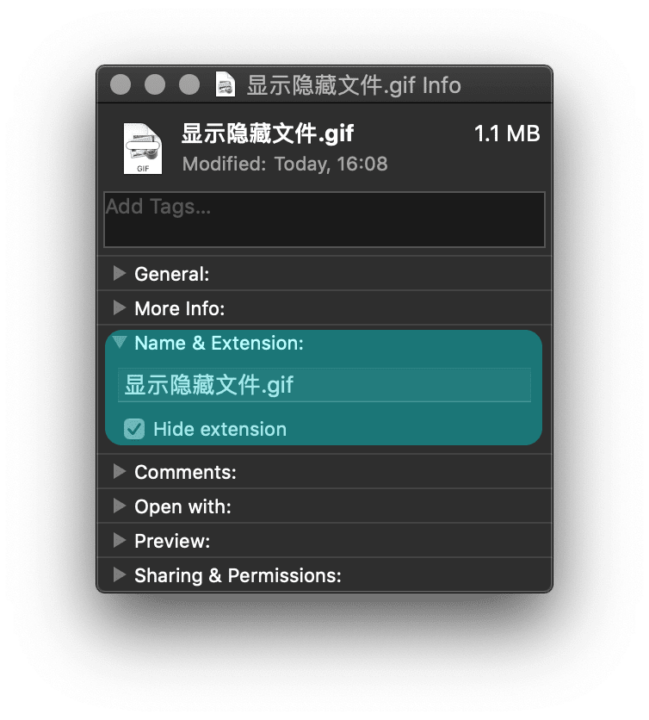 显示隐藏文件.gif Info
显示隐藏文件.gif 1.1 MB
Modified: Today, 16:08
GIF
Add Tags...
General:
More Info:
Name & Extension:
显示隐藏文件.gif
Hide extension
Comments:
Open with:
Preview:
Sharing & Permissions: